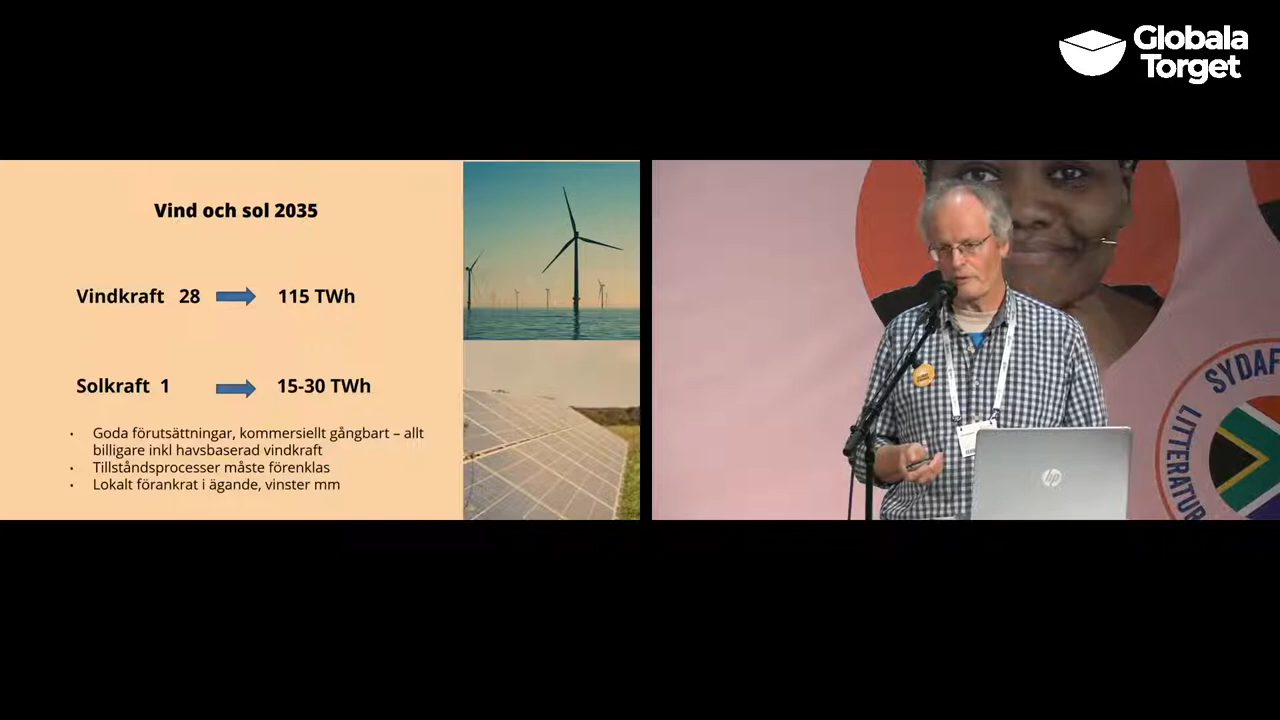 Globala
Torget
Vind och sol 2035
Vindkraft 28 115 TWh
Solkraft 1 15-30 TWh
• Goda förutsättningar, kommersiellt gångbart – allt
billigare inkl havsbaserad vindkraft
• Tillståndsprocesser måste förenklas
• Lokalt förankrat i ägande, vinster mm
SYDAF
LITTERATUR
hp